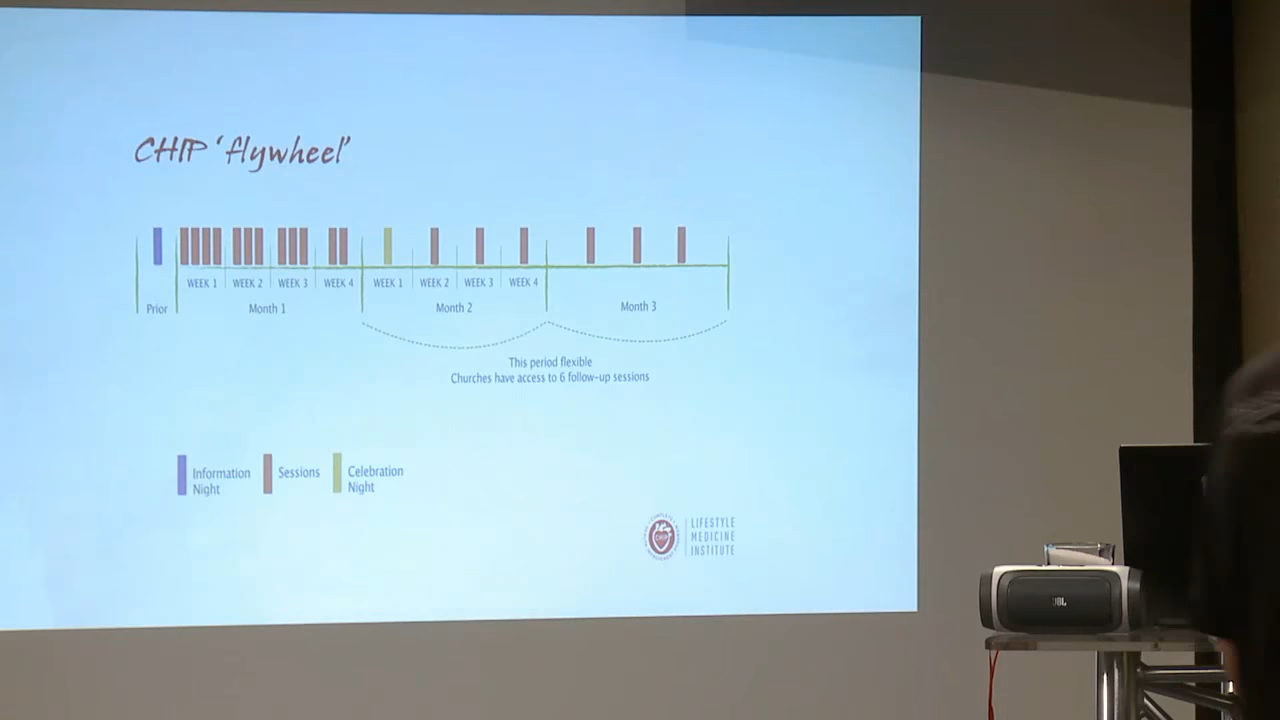 CHIP 'flywheel'
WEEK 1 WEEK 2 WEEK 3 WEEK 4 WEEK 1 WEEK 2 WEEK 3 WEEK 4
Prior Month 1 Month 2 Month 3
This period flexible
Churches have access to 6 follow-up sessions
Information
Night
Sessions
Celebration
Night
CHIP
LIFESTYLE
MEDICINE
INSTITUTE
JBL